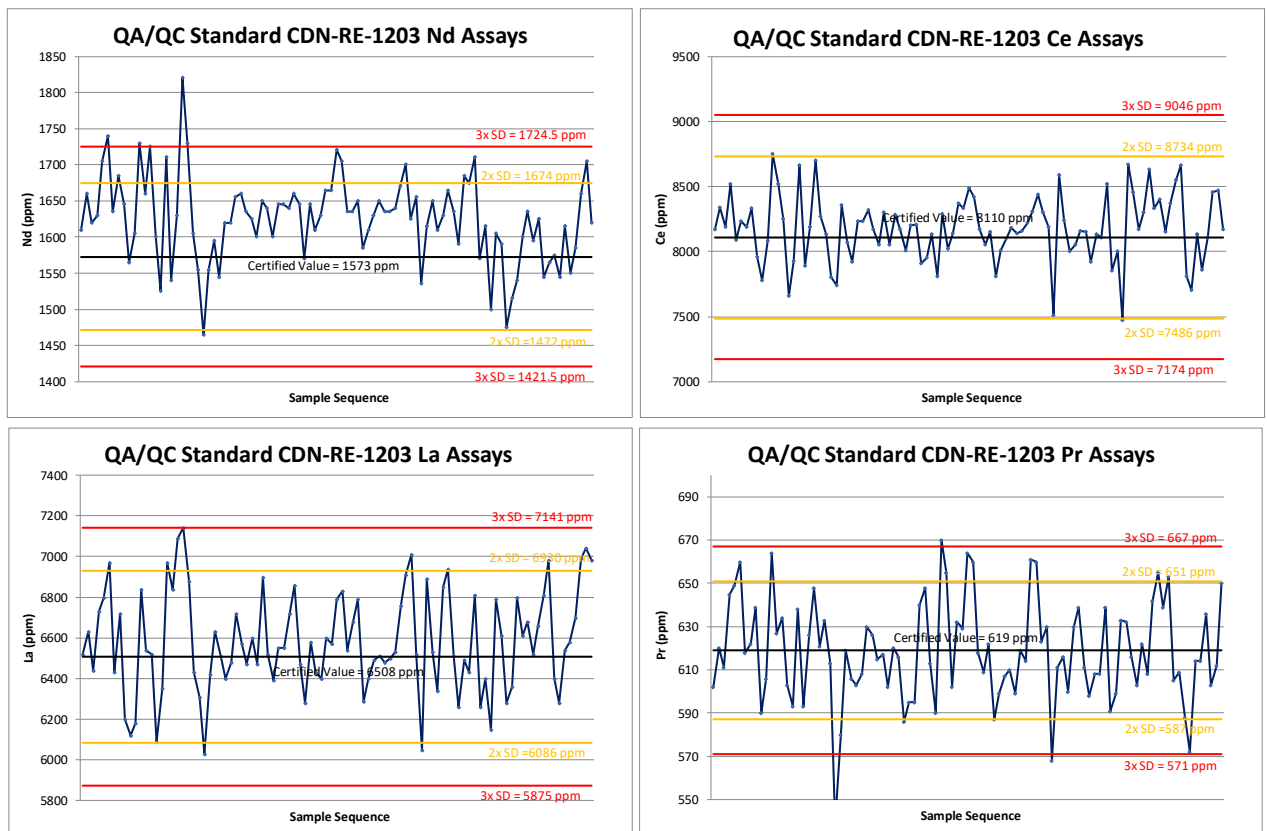 QA/QC Standard CDN-RE-1203 Nd Assays
1850
1800
1750
1700
1650
1600
1550
1500
1450
1400
Nd (ppm)
3x SD = 1724.5 ppm
2x SD = 1674 ppm
Certified Value = 1573 ppm
2x SD =1472 ppm
3x SD = 1421.5 ppm
Sample Sequence
QA/QC Standard CDN-RE-1203 Ce Assays
9500
9000
8500
8000
7500
7000
Ce (ppm)
3x SD = 9046 ppm
2x SD = 8734 ppm
Certified Value = 8110 ppm
2x SD = 7486 ppm
3x SD = 7174 ppm
Sample Sequence
QA/QC Standard CDN-RE-1203 La Assays
7400
7200
7000
6800
6600
6400
6200
6000
5800
La (ppm)
3x SD = 7141 ppm
2x SD = 6930 ppm
Certified Value = 6508 ppm
2x SD =6086 ppm
3x SD = 5875 ppm
Sample Sequence
QA/QC Standard CDN-RE-1203 Pr Assays
690
670
650
630
610
590
570
550
Pr (ppm)
3x SD = 667 ppm
2x SD = 651 ppm
Certified Value = 619 ppm
2x SD = 587 ppm
3x SD = 571 ppm
Sample Sequence